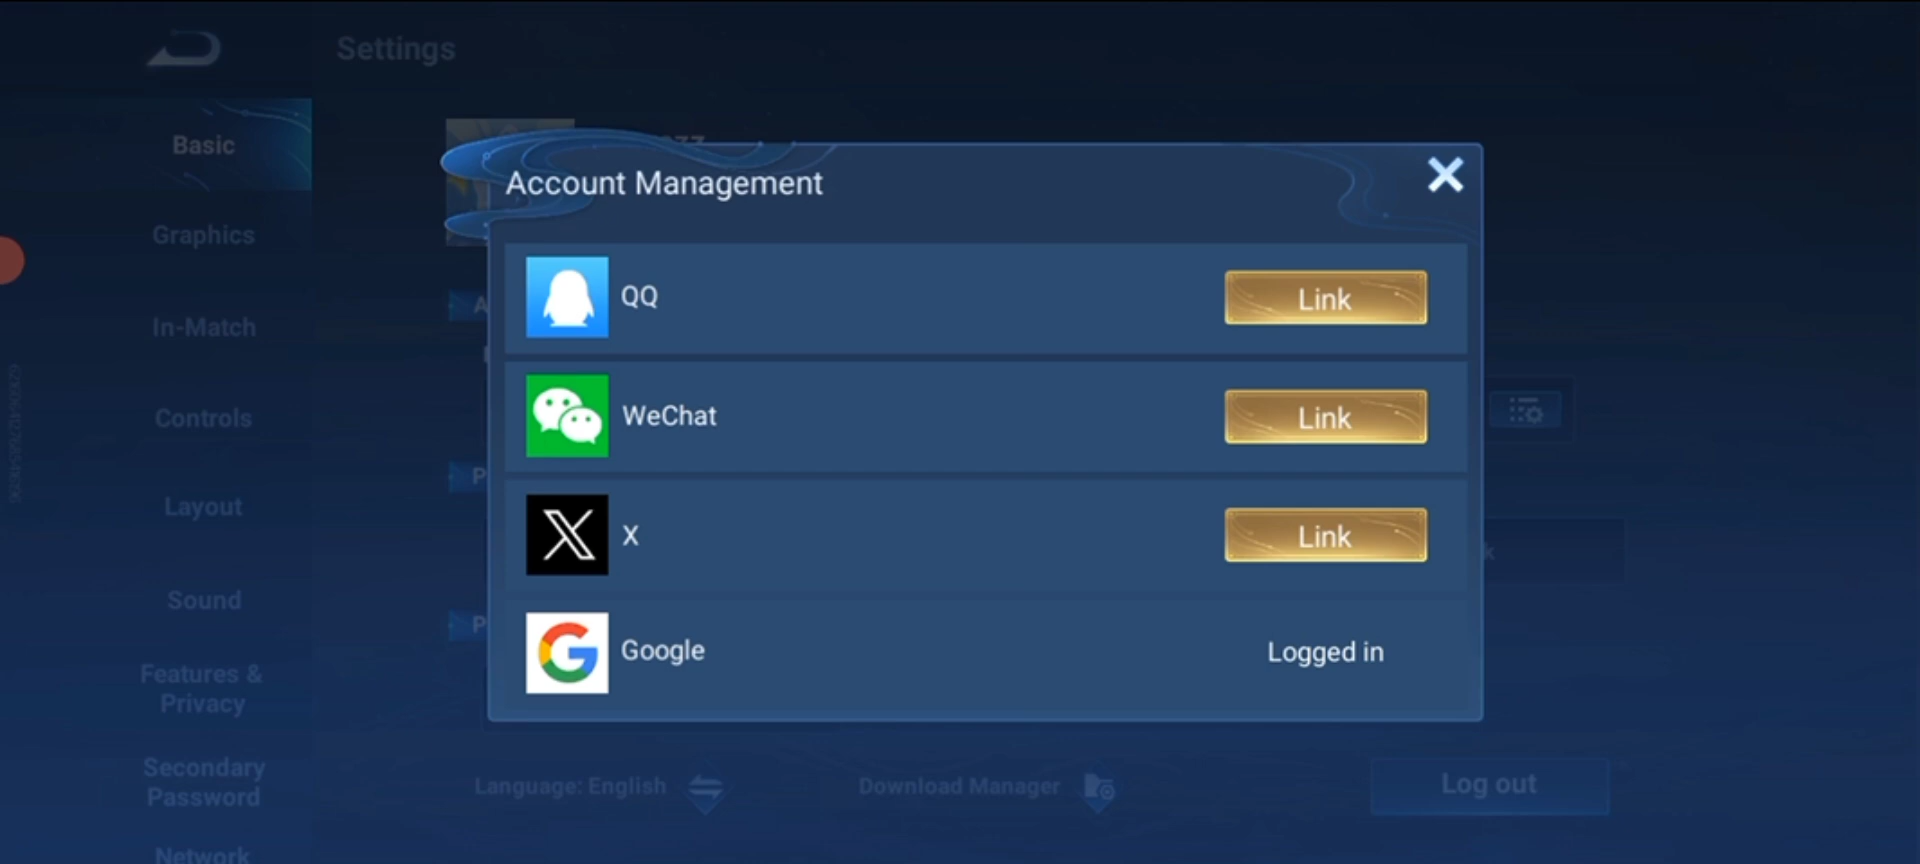 Settings
Basic
Graphics
In-Match
Controls
Layout
Sound
Features &
Privacy
Secondary
Password
Network
Account Management
QQ
Link
WeChat
Link
X
Link
Google
Logged in
Language: English
Download Manager
Log out